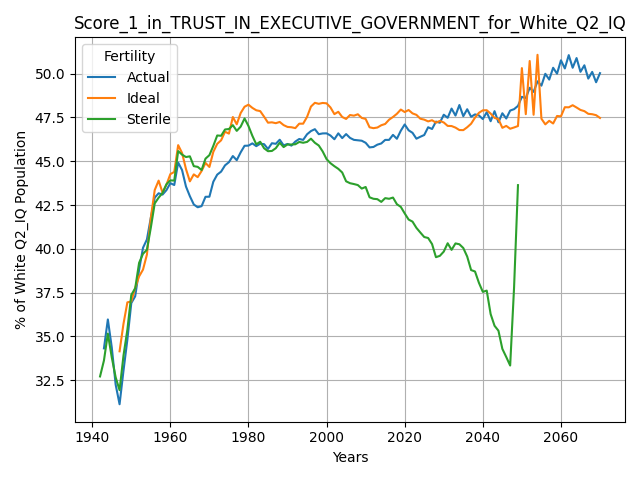 Score_1_in_TRUST_IN_EXECUTIVE_GOVERNMENT_for_White_Q2_IQ
% of White Q2_IQ Population
50.0
47.5
45.0
42.5
40.0
37.5
35.0
32.5
Fertility
Actual
Ideal
Sterile
1940 1960 1980 2000 2020 2040 2060
Years